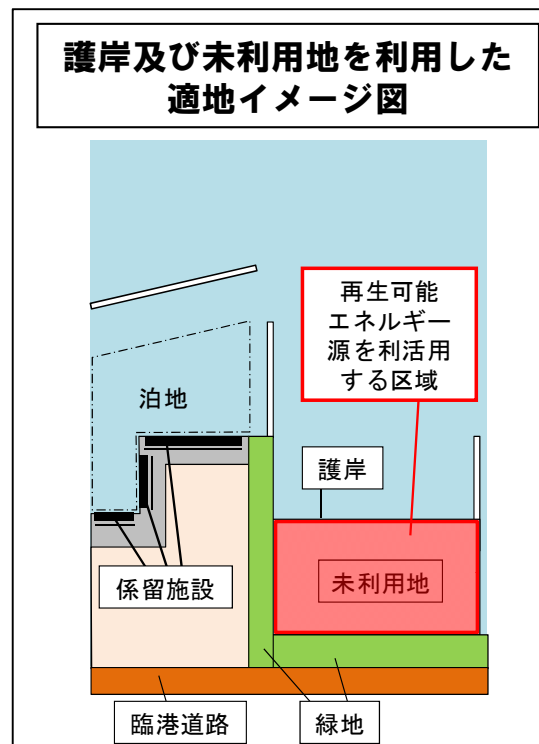 護岸及び未利用地を利用した
適地イメージ図
再生可能
エネルギー
源を利活用
する区域
泊地
護岸
係留施設
未利用地
臨港道路
緑地